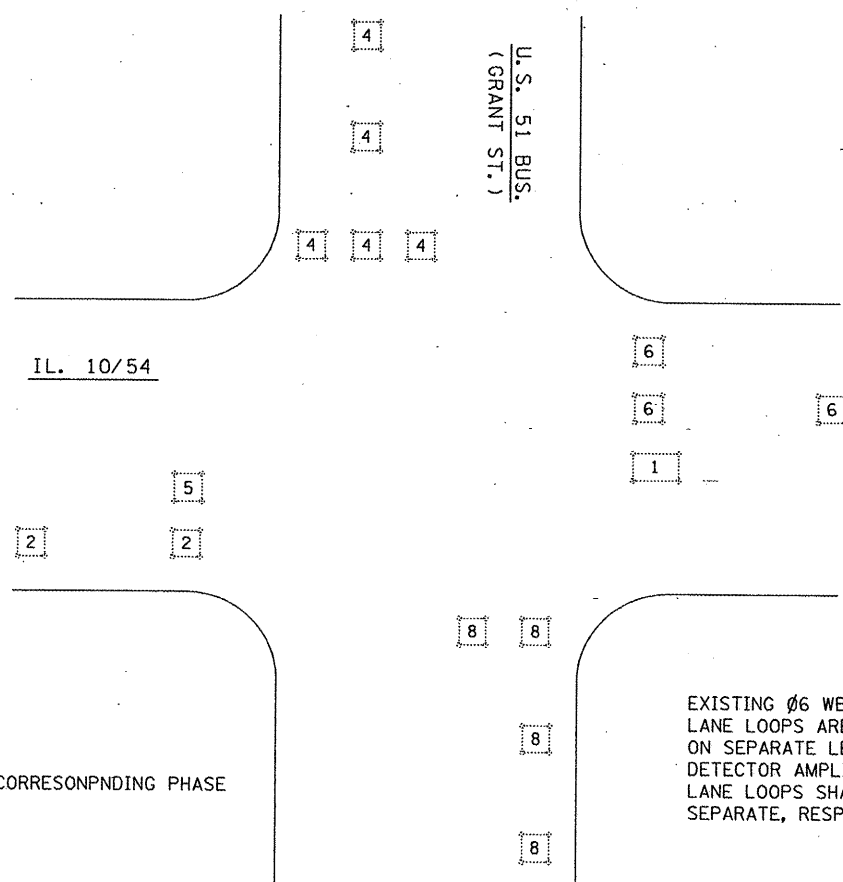 4
U.S. 51 BUS.
(GRANT ST.)
4
4 4 4
IL. 10/54
6
6 6
1
5
2 2
8 8
EXISTING Ø6 WE
LANE LOOPS ARE
ON SEPARATE LE
DETECTOR AMPL
LANE LOOPS SHA
SEPARATE, RESP
8
CORRESONPNDING PHASE
8